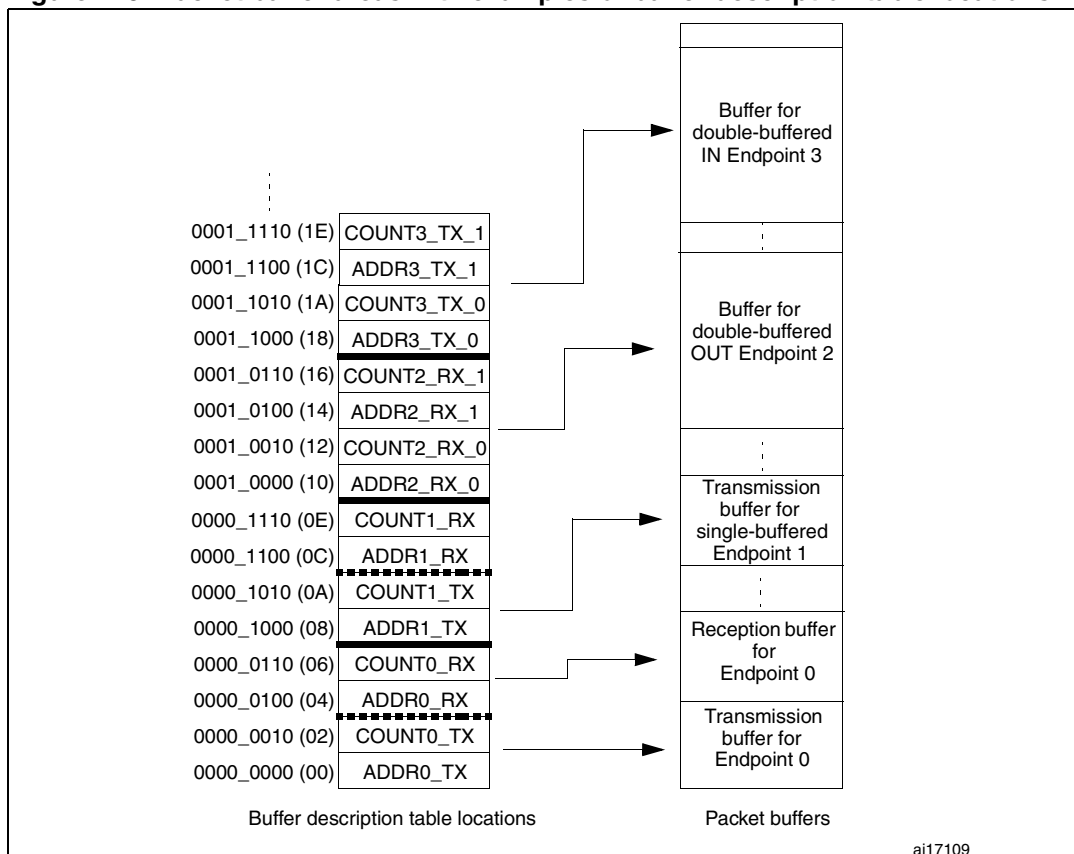 Buffer for
double-buffered
IN Endpoint 3
0001_1110 (1E) COUNT3_TX_1
0001_1100 (1C) ADDR3_TX_1
0001_1010 (1A) COUNT3_TX_0
0001_1000 (18) ADDR3_TX_0
Buffer for
double-buffered
OUT Endpoint 2
0001_0110 (16) COUNT2_RX_1
0001_0100 (14) ADDR2_RX_1
0001_0010 (12) COUNT2_RX_0
0001_0000 (10) ADDR2_RX_0
Transmission
buffer for
single-buffered
Endpoint 1
0000_1110 (0E) COUNT1_RX
0000_1100 (0C) ADDR1_RX
0000_1010 (0A) COUNT1_TX
0000_1000 (08) ADDR1_TX
Reception buffer
for
Endpoint 0
0000_0110 (06) COUNT0_RX
0000_0100 (04) ADDR0_RX
Transmission
buffer for
Endpoint 0
0000_0010 (02) COUNT0_TX
0000_0000 (00) ADDR0_TX
Buffer description table locations
Packet buffers
ai17109